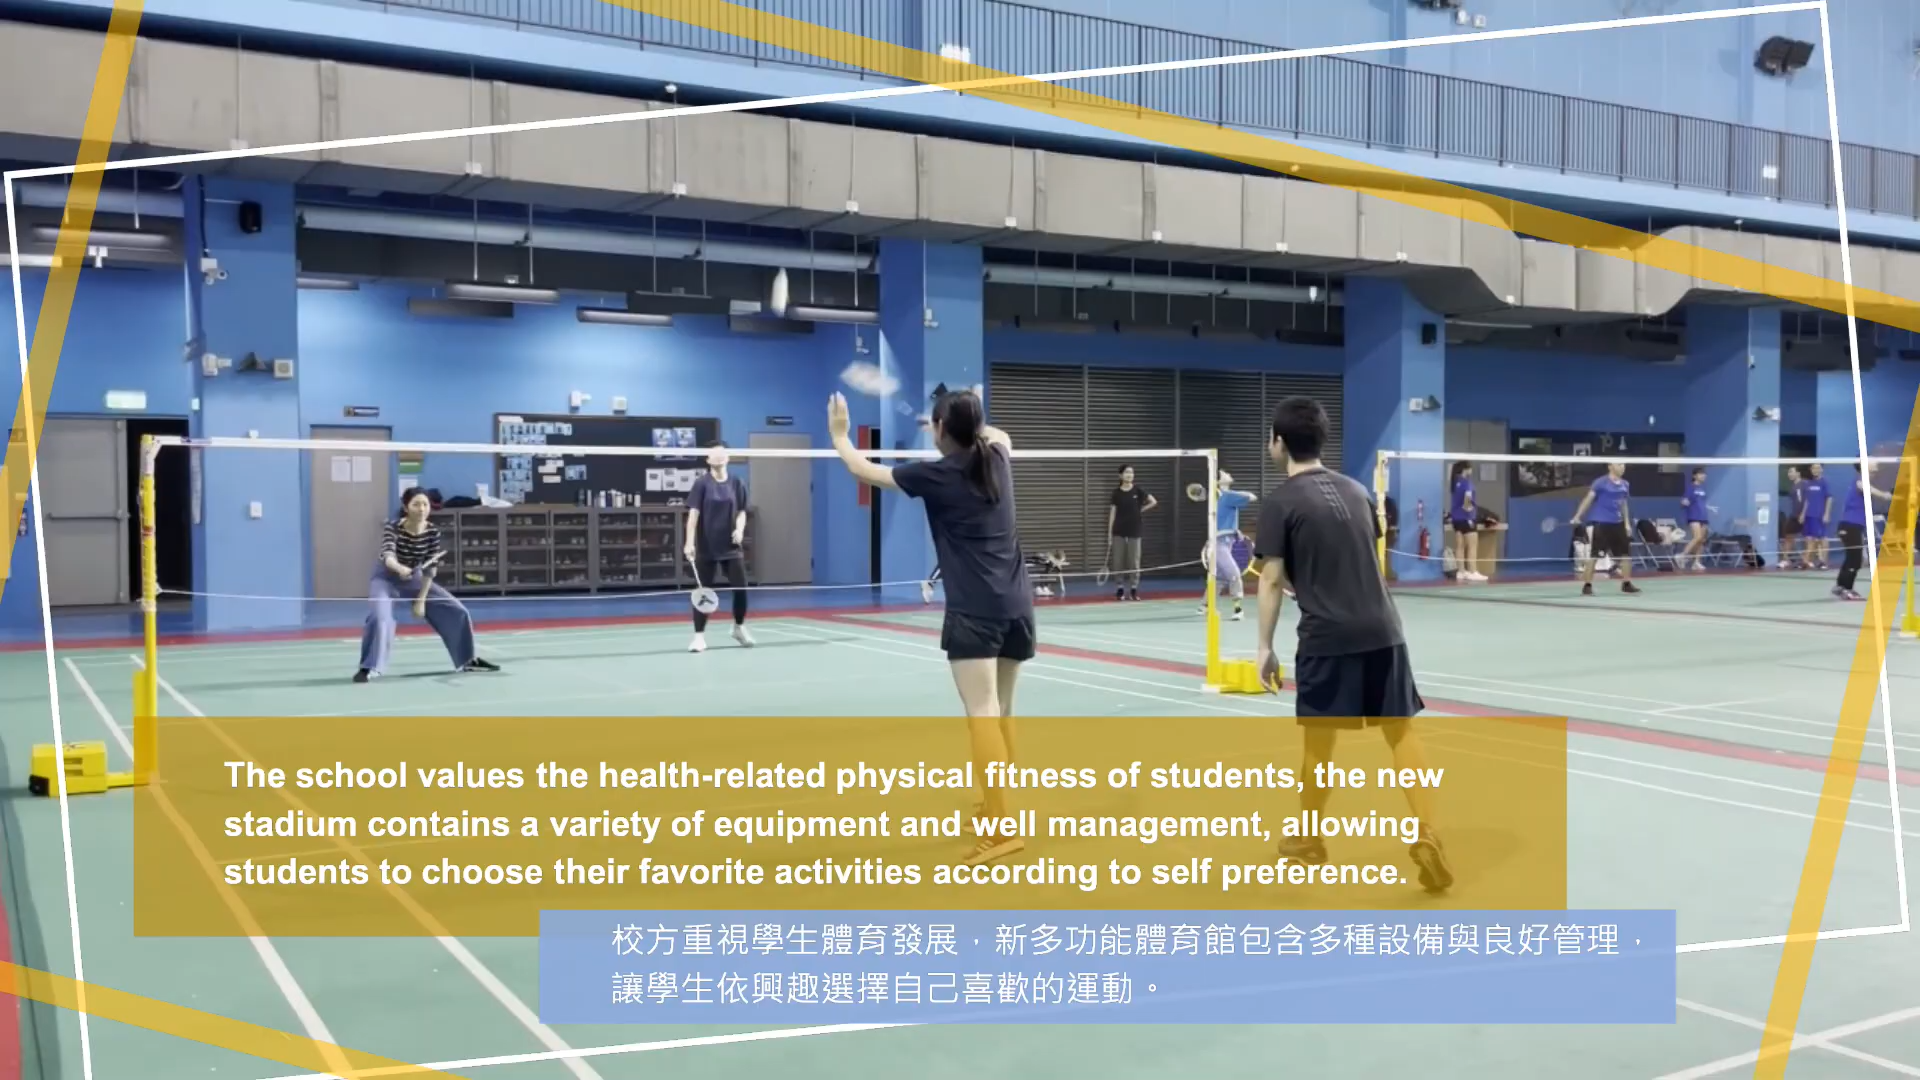 The school values the health-related physical fitness of students, the new
stadium contains a variety of equipment and well management, allowing
students to choose their favorite activities according to self preference.
校方重視學生體育發展，新多功能體育館包含多種設備與良好管理，
讓學生依興趣選擇自己喜歡的運動。